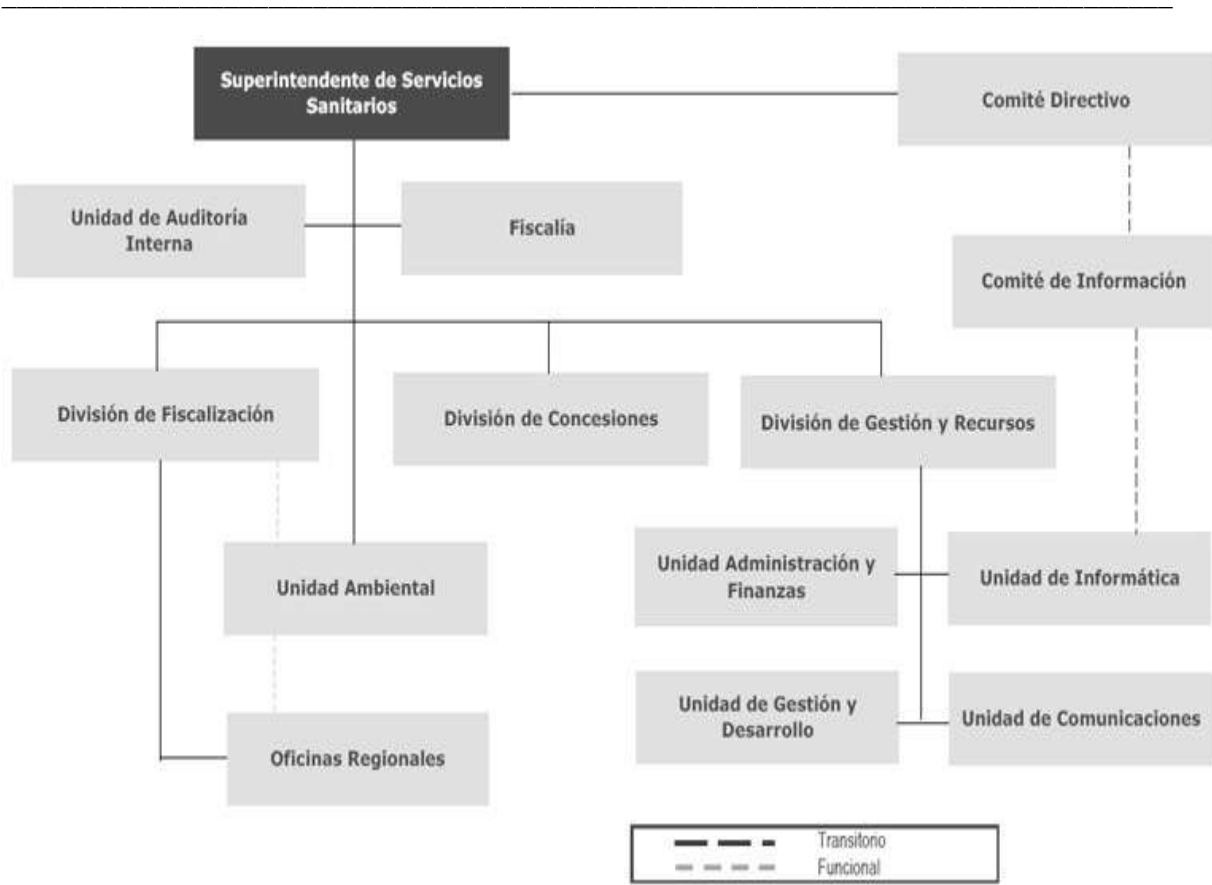 Superintendente de Servicios
Sanitarios
Comité Directivo
Unidad de Auditoría
Interna
Fiscalía
Comité de Información
División de Fiscalización
División de Concesiones
División de Gestión y Recursos
Unidad Ambiental
Unidad Administración y
Finanzas
Unidad de Informática
Oficinas Regionales
Unidad de Gestión y
Desarrollo
Unidad de Comunicaciones
Transitorio
Funcional